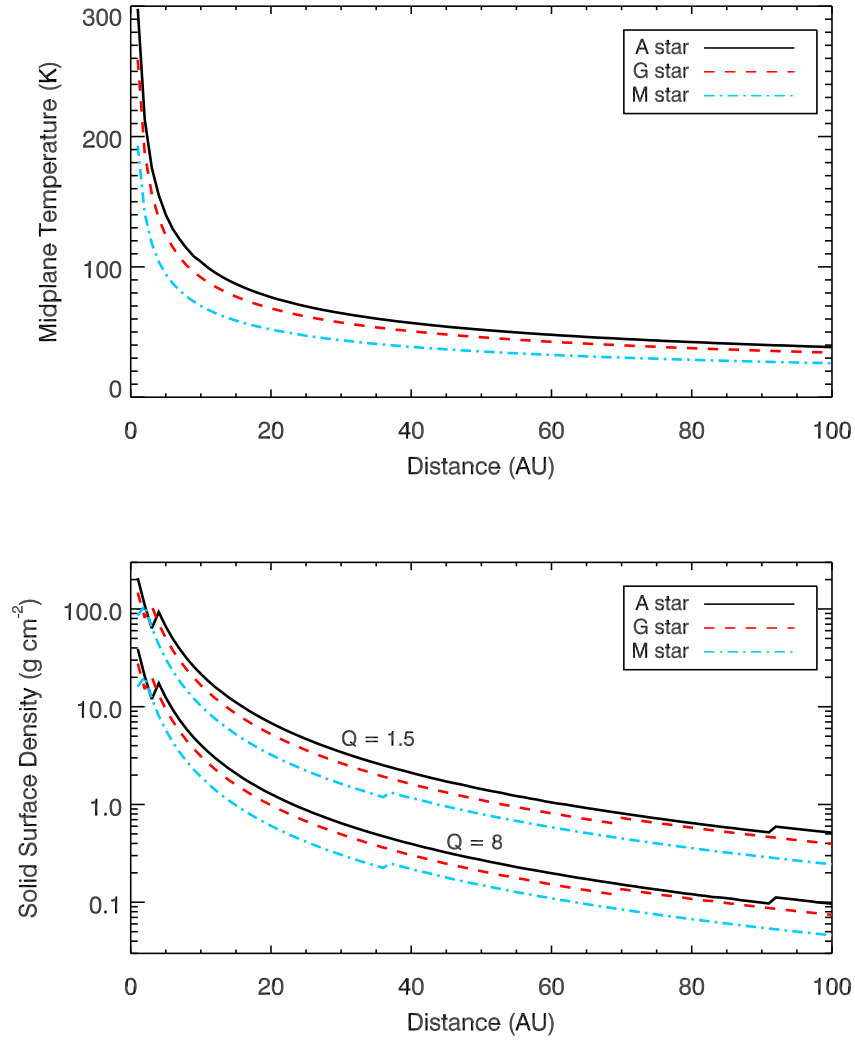 300
200
100
0
Midplane Temperature (K)
A star
G star
M star
0
20
40
60
80
100
Distance (AU)
100.0
10.0
1.0
0.1
Solid Surface Density (g cm⁻²)
A star
G star
M star
Q = 1.5
Q = 8
0
20
40
60
80
100
Distance (AU)